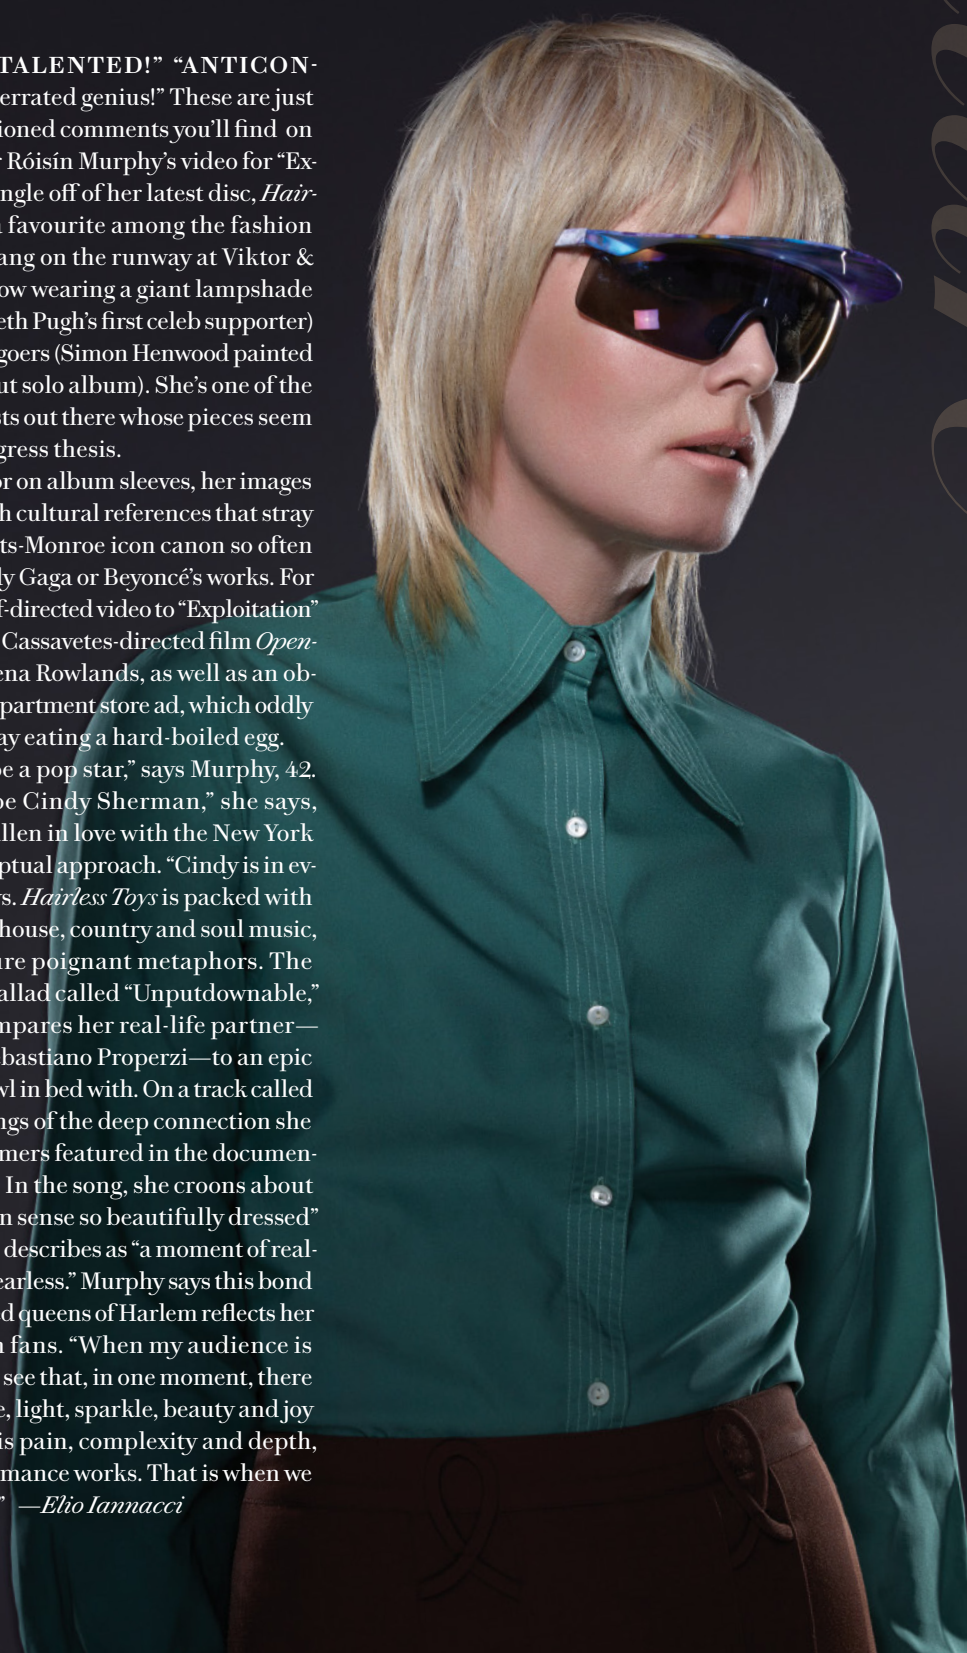 TALENTED!” “ANTICON-
errated genius!” These are just
ioned comments you’ll find on
r Róisín Murphy’s video for “Ex-
ngle off of her latest disc, Hair-
a favourite among the fashion
ang on the runway at Viktor &
ow wearing a giant lampshade
eth Pugh’s first celeb supporter)
goers (Simon Henwood painted
ut solo album). She’s one of the
sts out there whose pieces seem
gress thesis.
or on album sleeves, her images
h cultural references that stray
ts-Monroe icon canon so often
ly Gaga or Beyoncé’s works. For
f-directed video to “Exploitation”
Cassavetes-directed film Open-
ena Rowlands, as well as an ob-
partment store ad, which oddly
ay eating a hard-boiled egg.
be a pop star,” says Murphy, 42.
be Cindy Sherman,” she says,
llen in love with the New York
ptual approach. “Cindy is in ev-
s. Hairless Toys is packed with
house, country and soul music,
ure poignant metaphors. The
allad called “Unputdownable,”
mpares her real-life partner—
bastiano Properzi—to an epic
wl in bed with. On a track called
ngs of the deep connection she
mers featured in the documen-
In the song, she croons about
n sense so beautifully dressed”
describes as “a moment of real-
earless.” Murphy says this bond
ed queens of Harlem reflects her
n fans. “When my audience is
see that, in one moment, there
e, light, sparkle, beauty and joy
is pain, complexity and depth,
mance works. That is when we
” —Elio Iannacci